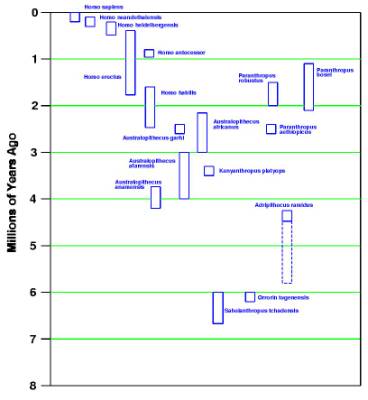 Homo sapiens
Homo neandethalensis
Homo heidelbergensis
Homo antecessor
Homo erectus
Homo habilis
Paranthropus
robustus
Paranthropus
boisei
Australopithecus
africanus
Paranthropus
aethiopicus
Australopithecus garhi
Australopithecus
afarensis
Kenyanthropus platyops
Australopithecus
anamensis
Adripithecus ramidus
Orrorin tugenensis
Sahelanthropus tchadensis
Millions of Years Ago
0
1
2
3
4
5
6
7
8